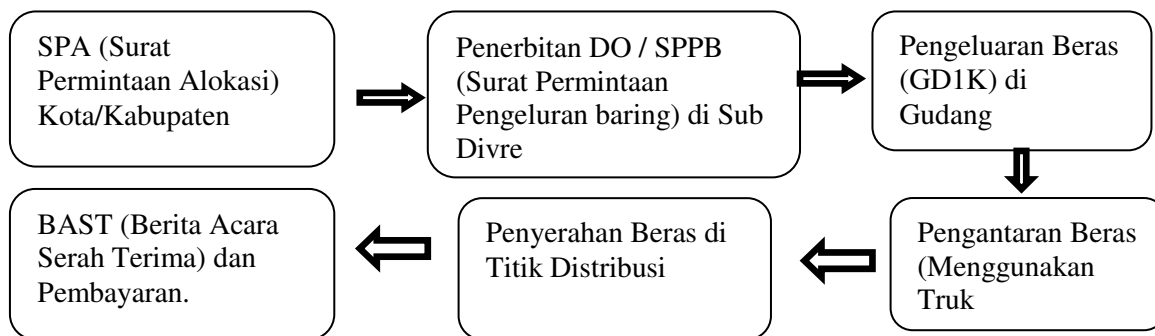 SPA (Surat
Permintaan Alokasi)
Kota/Kabupaten
Penerbitan DO / SPPB
(Surat Permintaan
Pengeluran baring) di Sub
Divre
Pengeluaran Beras
(GD1K) di
Gudang
Pengantaran Beras
(Menggunakan
Truk
Penyerahan Beras di
Titik Distribusi
BAST (Berita Acara
Serah Terima) dan
Pembayaran.